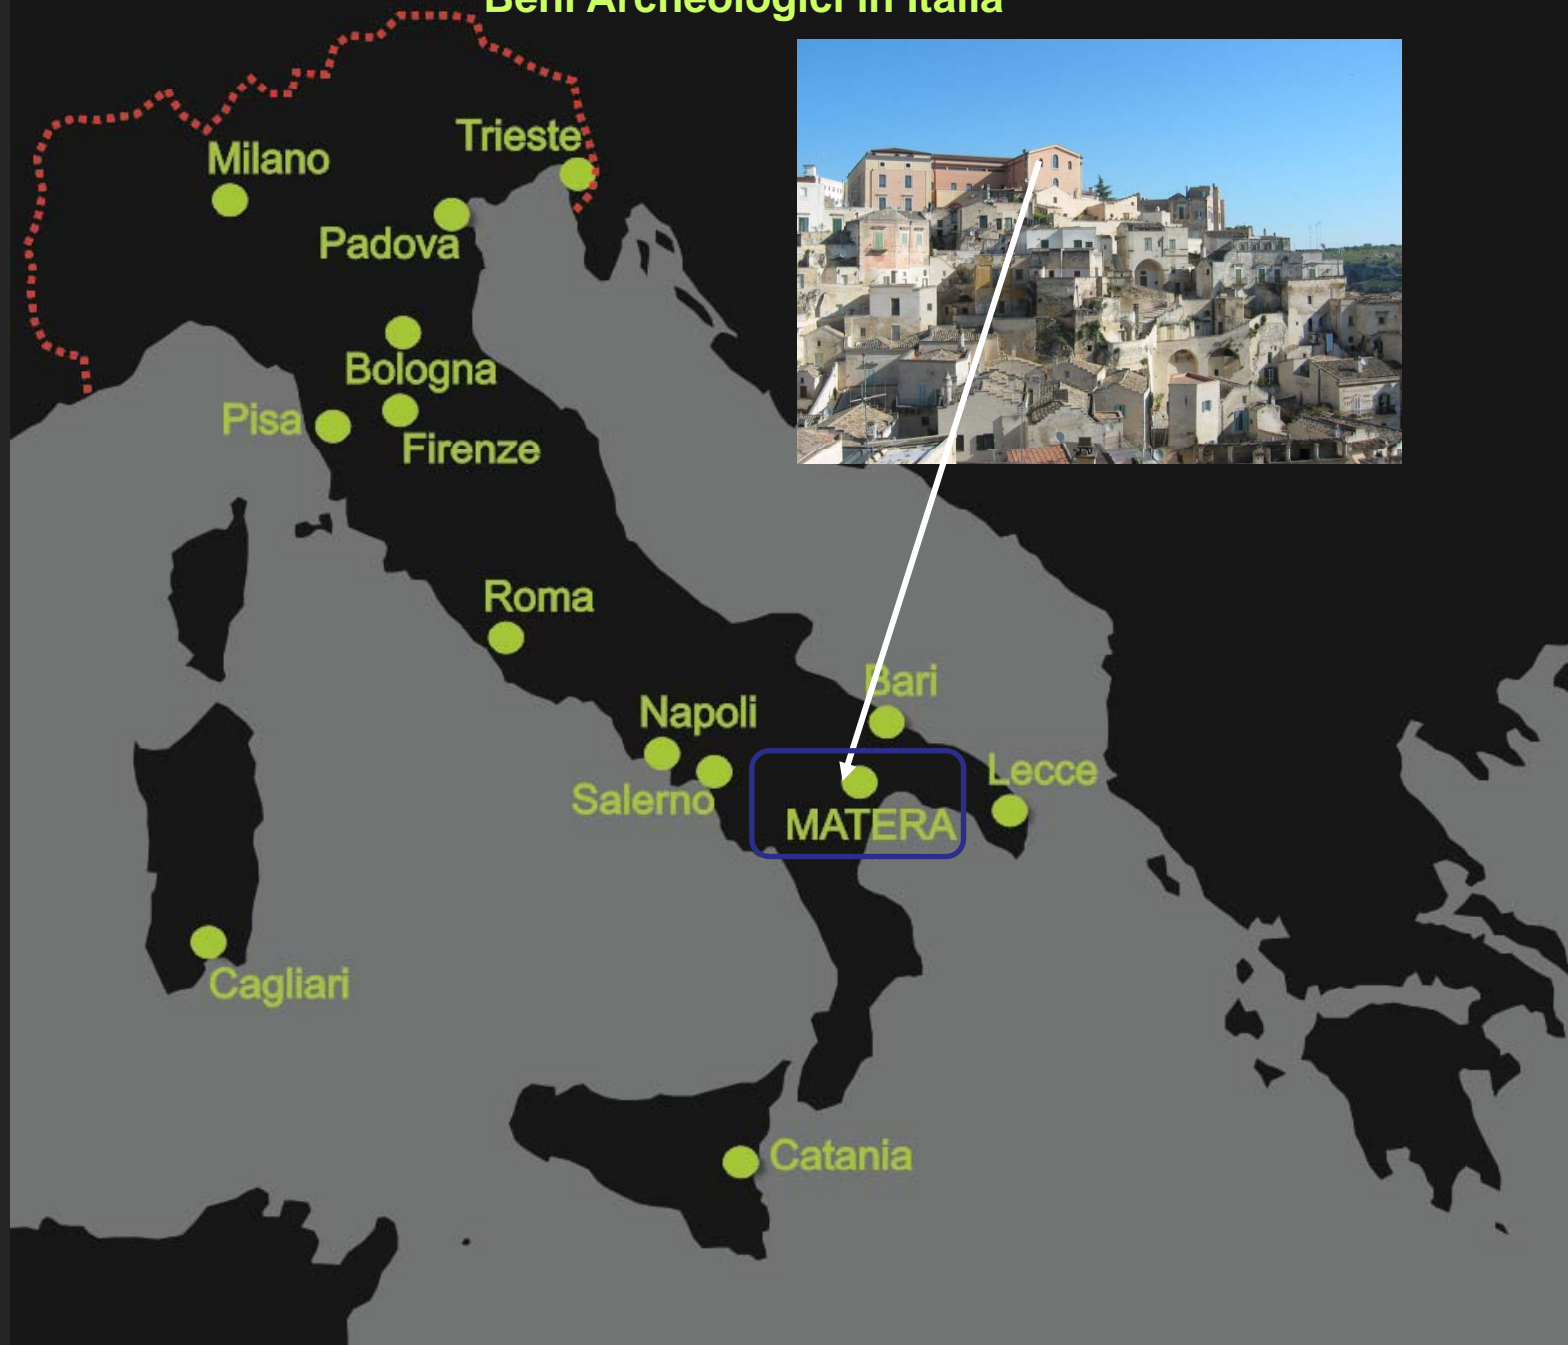 Beni Archeologici in Italia
Trieste
Milano
Padova
Bologna
Pisa
Firenze
Roma
Bari
Napoli
Lecce
Salerno
MATERA
Cagliari
Catania